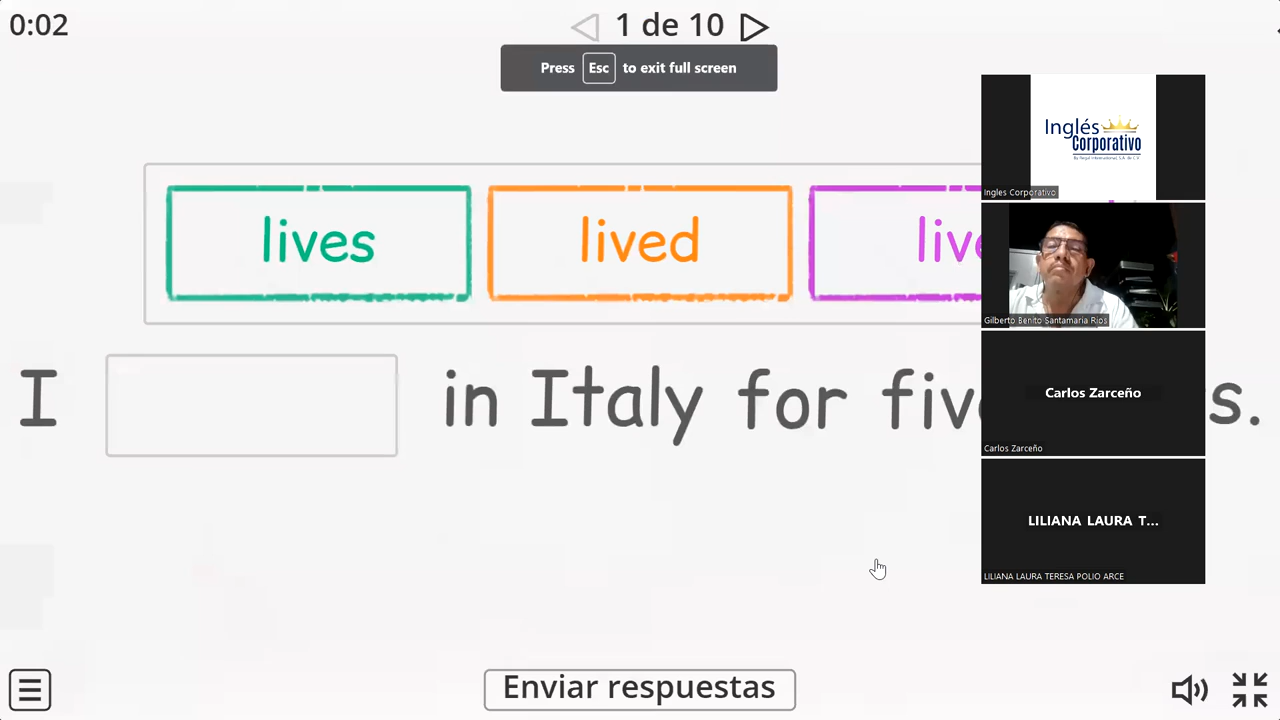 0:02
1 de 10
Press Esc to exit full screen
lives
lived
I in Italy for
s.
Enviar respuestas
Inglés
Corporativo
Ingles Corporativo
Gilberto Benito Santamaria Rios
Carlos Zarceño
Carlos Zarceño
LILIANA LAURA T...
LILIANA LAURA TERESA POLIO ARCE